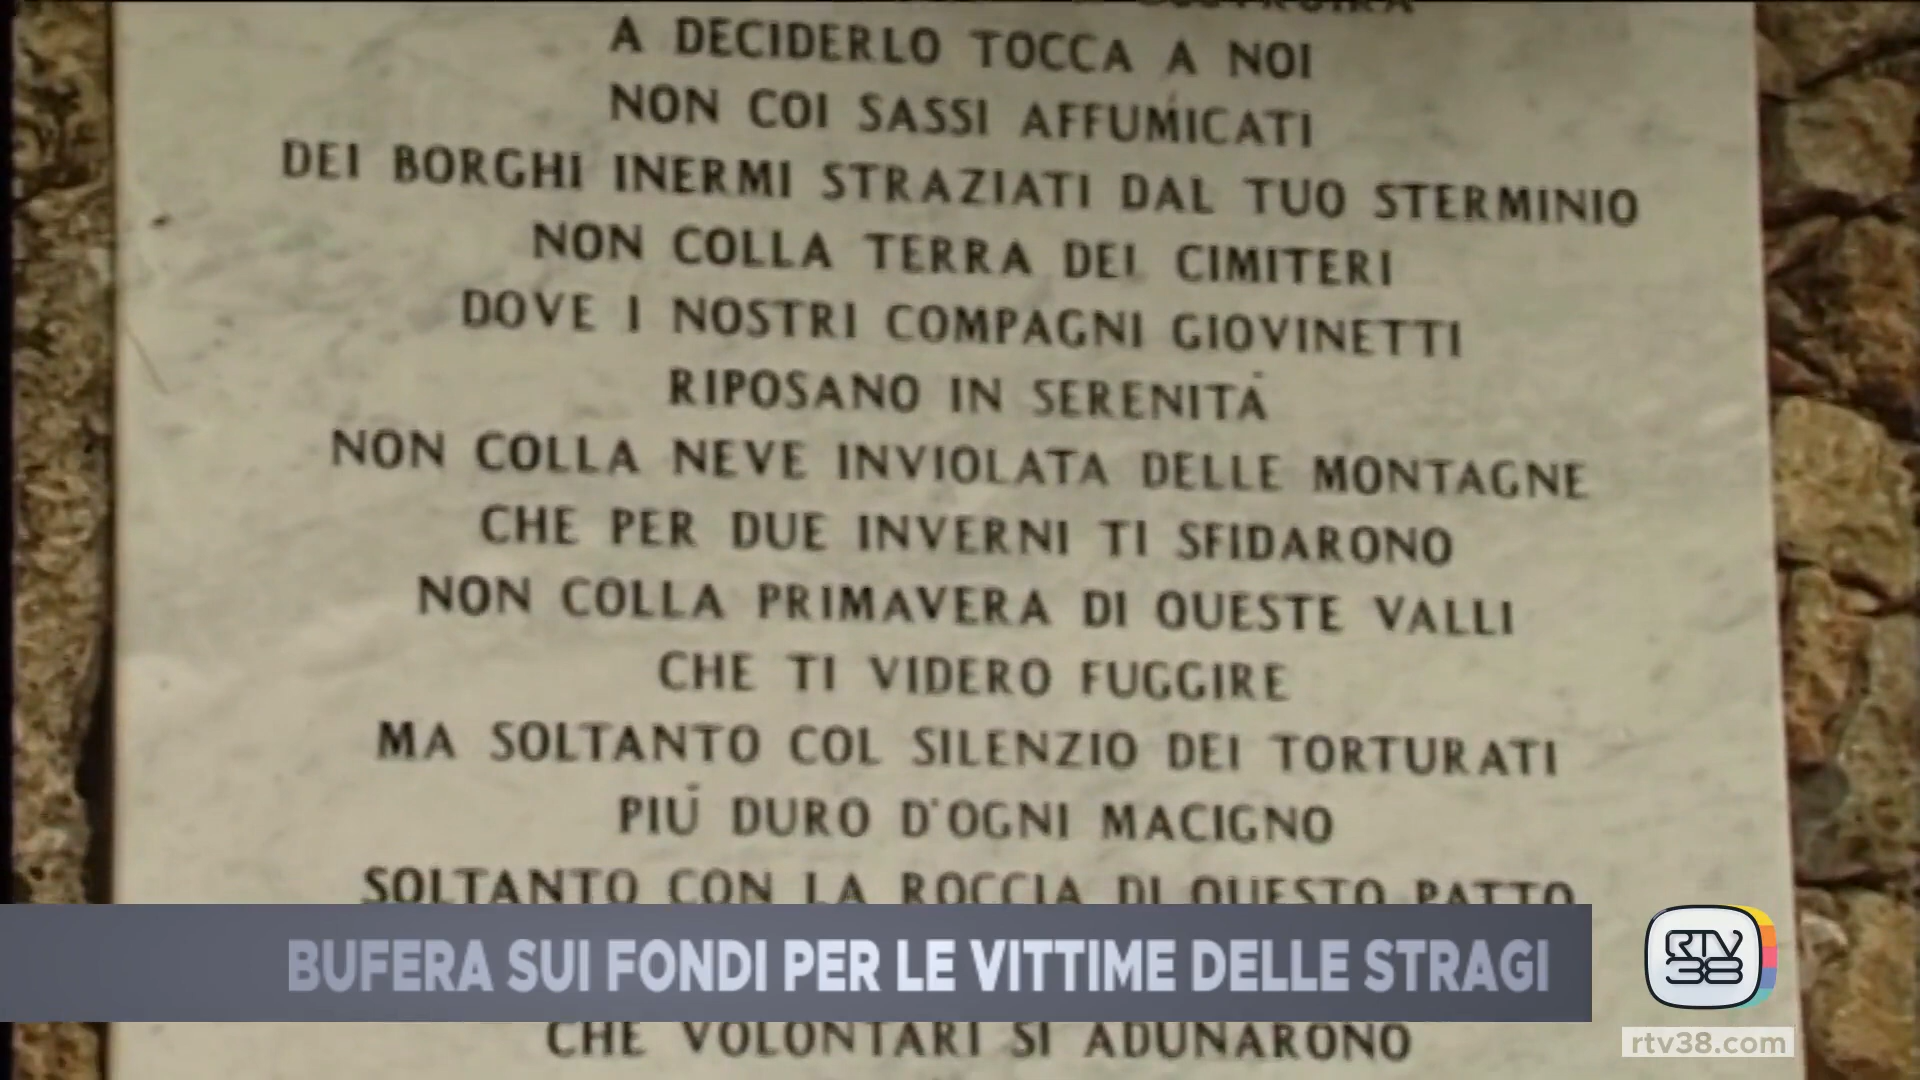 A DECIDERLO TOCCA A NOI
NON COI SASSI AFFUMICATI
DEI BORGHI INERMI STRAZIATI DAL TUO STERMINIO
NON COLLA TERRA DEI CIMITERI
DOVE I NOSTRI COMPAGNI GIOVINETTI
RIPOSANO IN SERENITÀ
NON COLLA NEVE INVIOLATA DELLE MONTAGNE
CHE PER DUE INVERNI TI SFIDARONO
NON COLLA PRIMAVERA DI QUESTE VALLI
CHE TI VIDERO FUGGIRE
MA SOLTANTO COL SILENZIO DEI TORTURATI
PIÚ DURO D'OGNI MACIGNO
SOLTANTO CON LA ROCCIA DI QUESTO PATTO
BUFERA SUI FONDI PER LE VITTIME DELLE STRAGI
RTV
38
CHE VOLONTARI SI ADUNARONO
rtv38.com